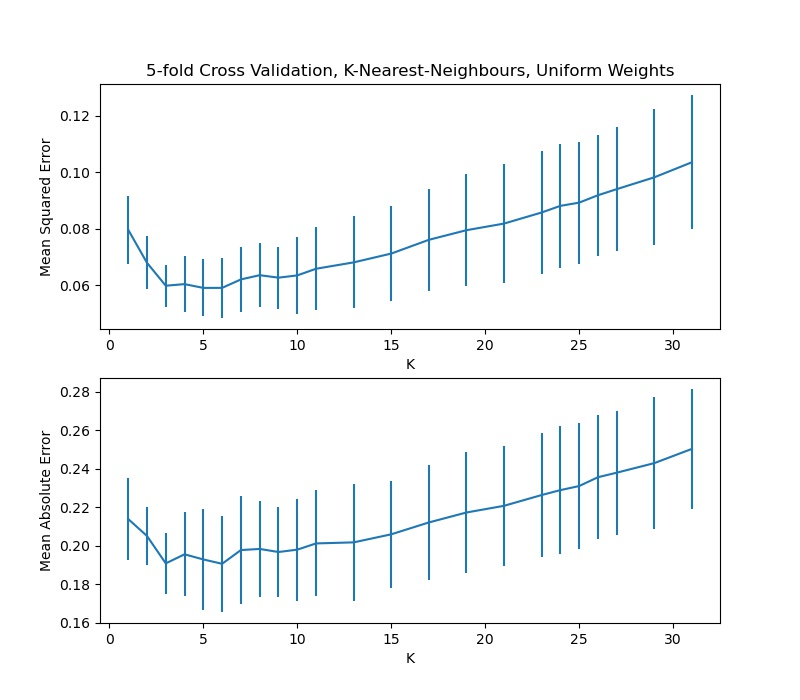 5-fold Cross Validation, K-Nearest-Neighbours, Uniform Weights
Mean Squared Error
0.12
0.10
0.08
0.06
0 5 10 15 20 25 30
K
Mean Absolute Error
0.28
0.26
0.24
0.22
0.20
0.18
0.16
0 5 10 15 20 25 30
K